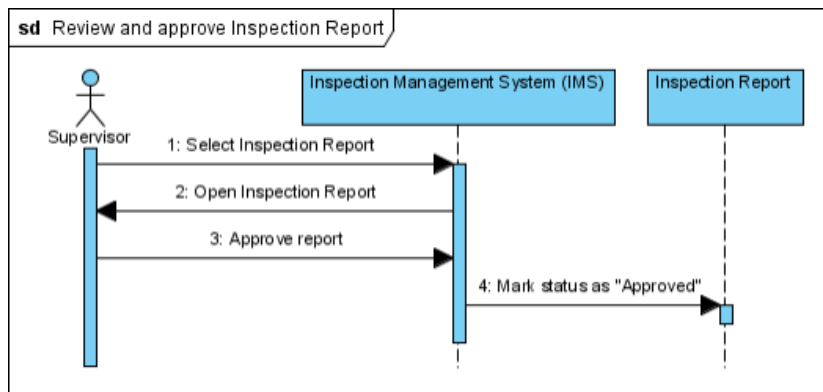 sd Review and approve Inspection Report
Supervisor
Inspection Management System (IMS)
Inspection Report
1: Select Inspection Report
2: Open Inspection Report
3: Approve report
4: Mark status as "Approved"